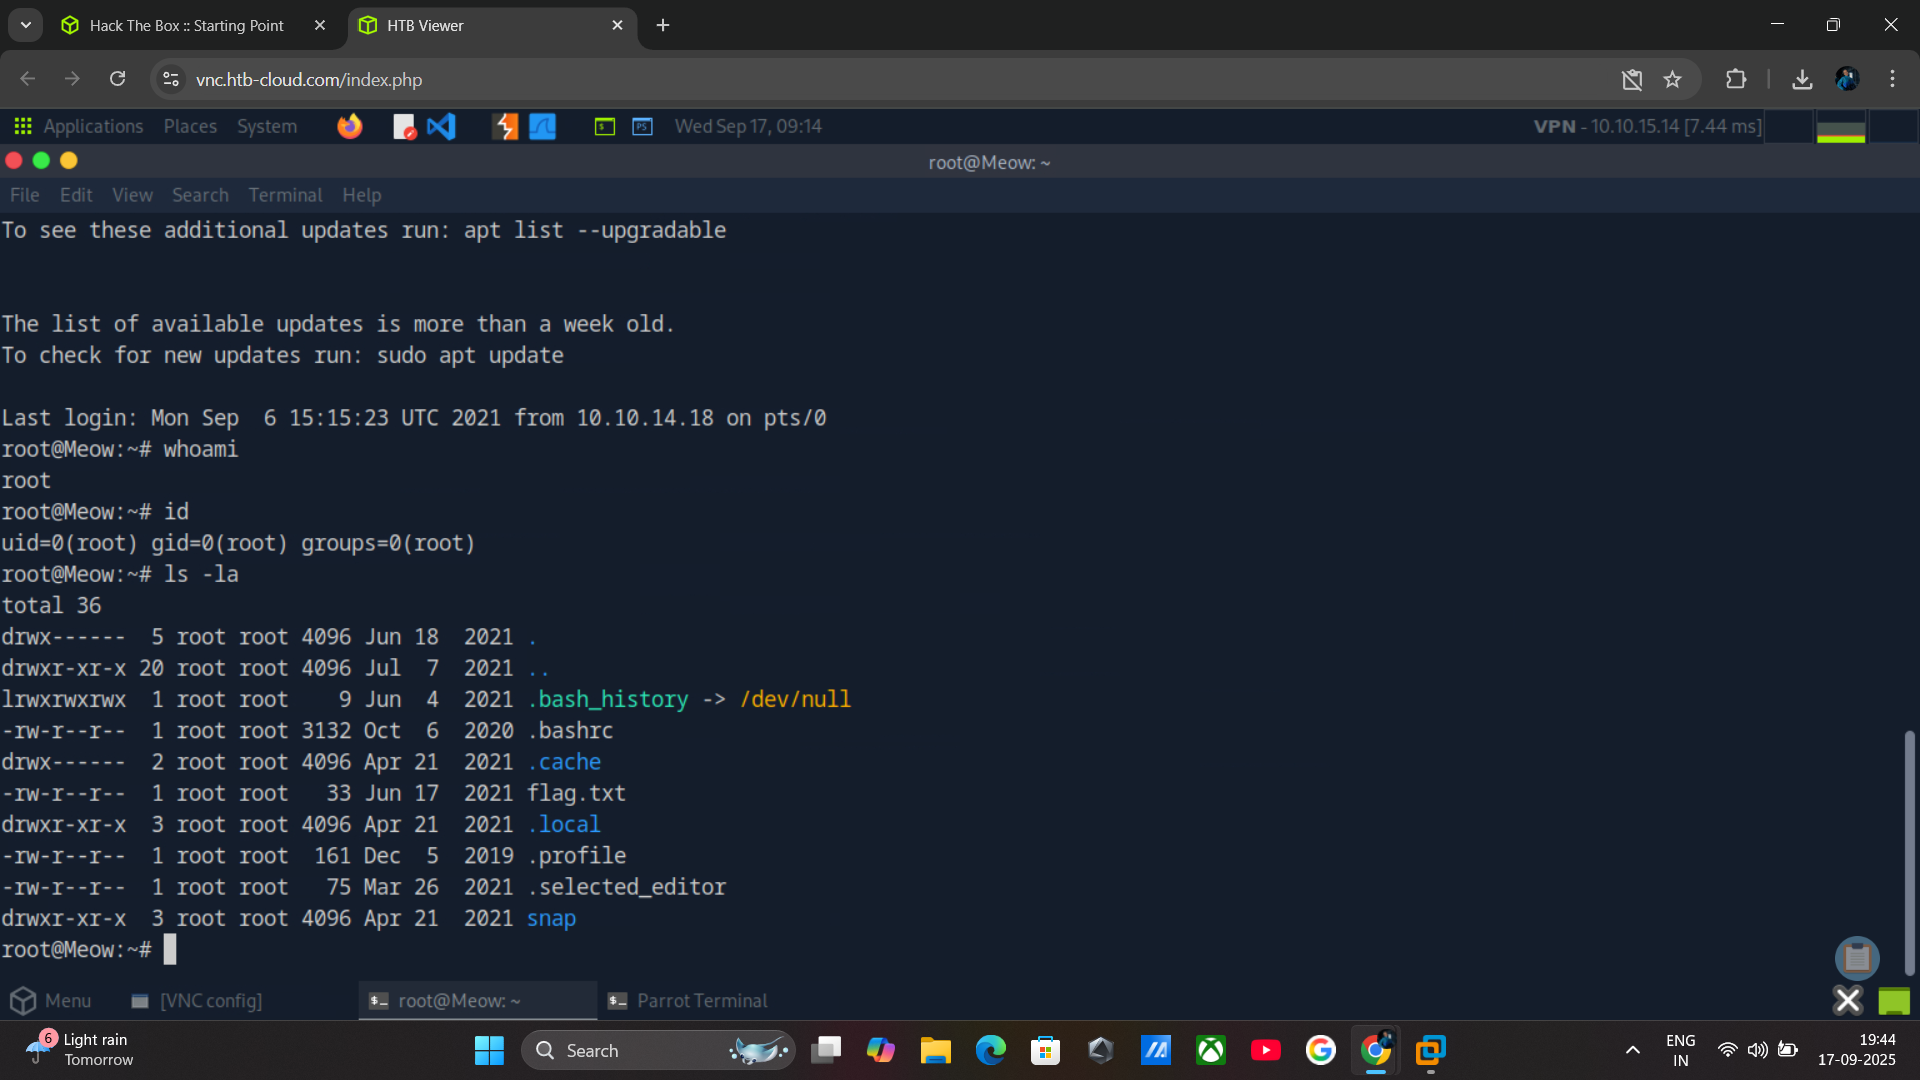 Hack The Box :: Starting Point
HTB Viewer
vnc.htb-cloud.com/index.php
Applications Places System
$
PS
Wed Sep 17, 09:14
VPN - 10.10.15.14 [7.44 ms]
root@Meow: ~
File Edit View Search Terminal Help
To see these additional updates run: apt list --upgradable
The list of available updates is more than a week old.
To check for new updates run: sudo apt update
Last login: Mon Sep  6 15:15:23 UTC 2021 from 10.10.14.18 on pts/0
root@Meow:~# whoami
root
root@Meow:~# id
uid=0(root) gid=0(root) groups=0(root)
root@Meow:~# ls -la
total 36
drwx------  5 root root 4096 Jun 18  2021 .
drwxr-xr-x 20 root root 4096 Jul  7  2021 ..
lrwxrwxrwx  1 root root    9 Jun  4  2021 .bash_history -> /dev/null
-rw-r--r--  1 root root 3132 Oct  6  2020 .bashrc
drwx------  2 root root 4096 Apr 21  2021 .cache
-rw-r--r--  1 root root   33 Jun 17  2021 flag.txt
drwxr-xr-x  3 root root 4096 Apr 21  2021 .local
-rw-r--r--  1 root root  161 Dec  5  2019 .profile
-rw-r--r--  1 root root   75 Mar 26  2021 .selected_editor
drwxr-xr-x  3 root root 4096 Apr 21  2021 snap
root@Meow:~#
Menu
[VNC config]
$_ root@Meow: ~
$_ Parrot Terminal
6
Light rain
Tomorrow
Search
ENG
IN
19:44
17-09-2025